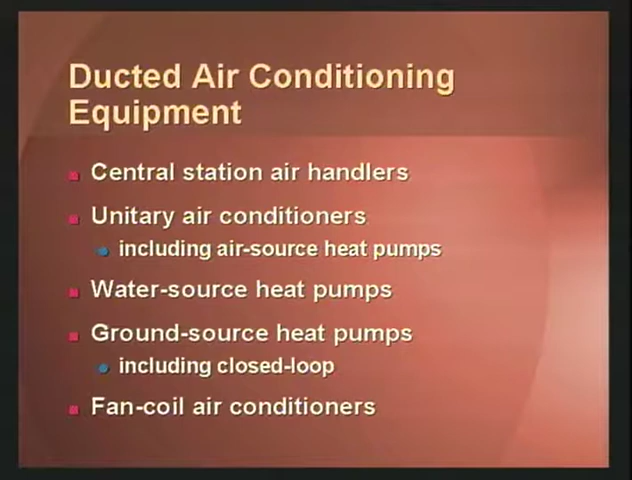 Ducted Air Conditioning
Equipment
Central station air handlers
Unitary air conditioners
including air-source heat pumps
Water-source heat pumps
Ground-source heat pumps
including closed-loop
Fan-coil air conditioners